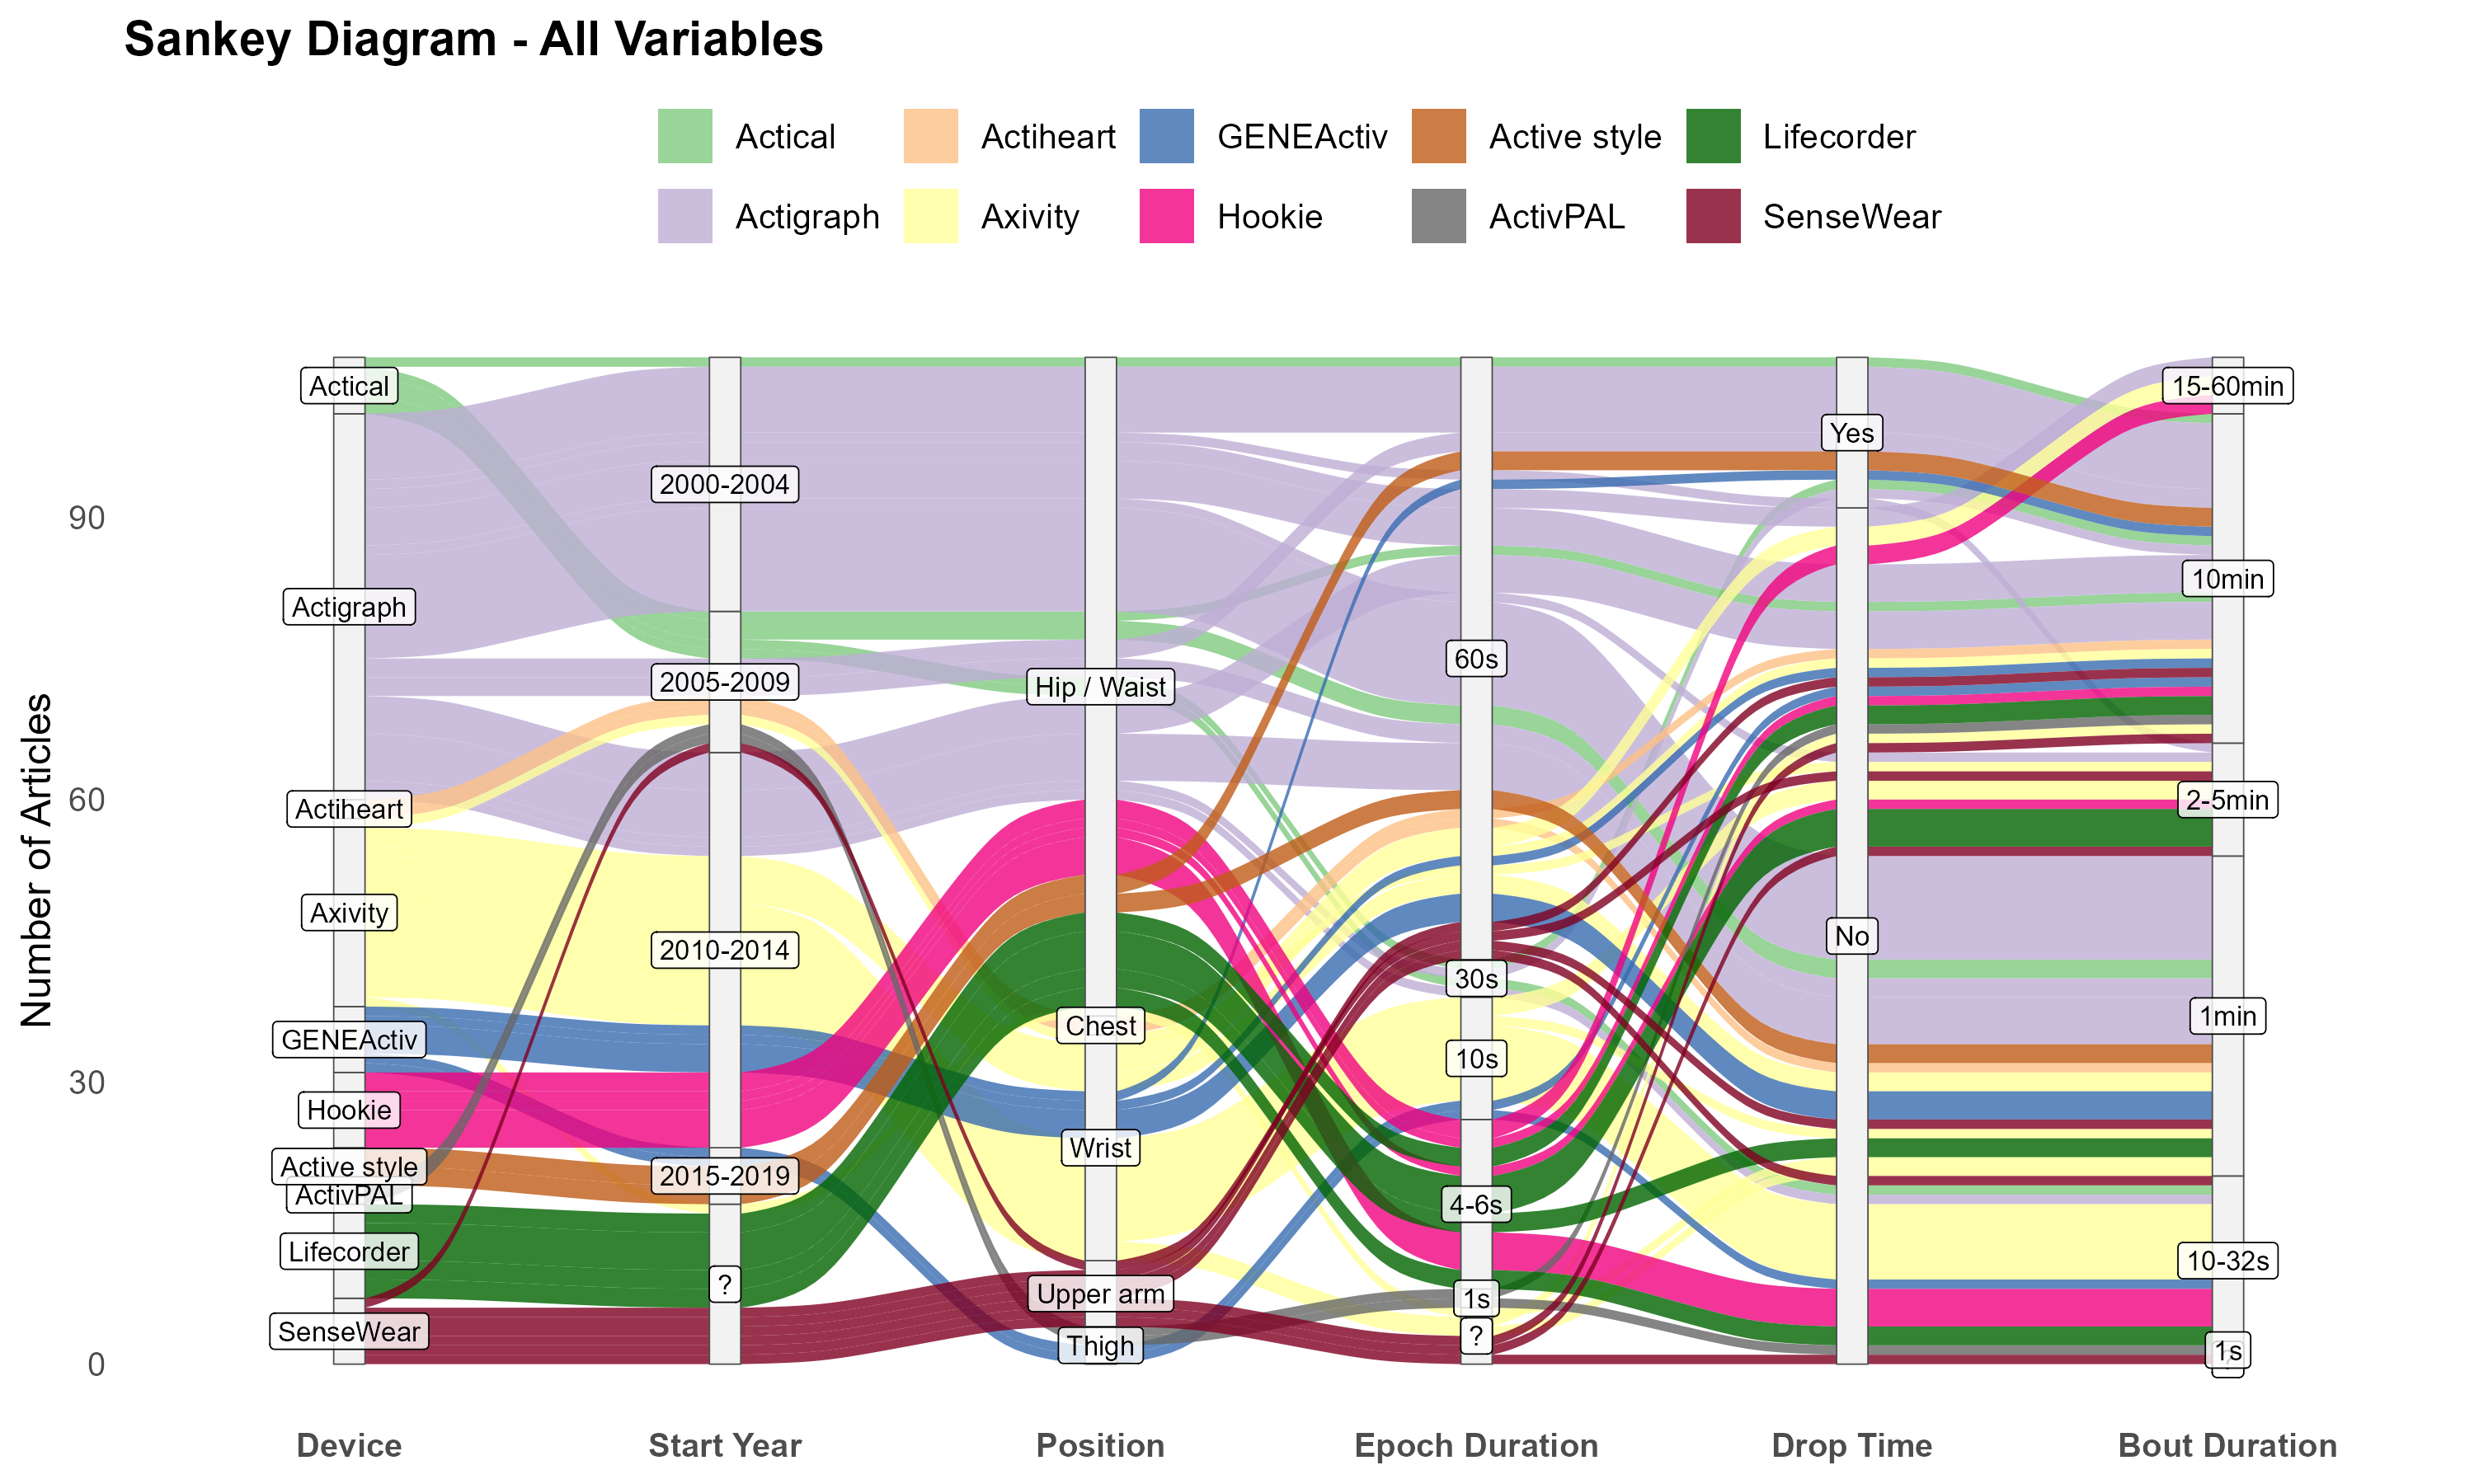 Sankey Diagram - All Variables
Actical
Actiheart
GENEActiv
Active style
Lifecorder
Actigraph
Axivity
Hookie
ActivPAL
SenseWear
Number of Articles
90
60
30
0
Actical
Actigraph
Actiheart
Axivity
GENEActiv
Hookie
Active style
ActivPAL
Lifecorder
SenseWear
2000-2004
2005-2009
2010-2014
2015-2019
?
Hip / Waist
Chest
Wrist
Upper arm
Thigh
60s
30s
10s
4-6s
1s
?
Yes
No
15-60min
10min
2-5min
1min
10-32s
1s
Device
Start Year
Position
Epoch Duration
Drop Time
Bout Duration